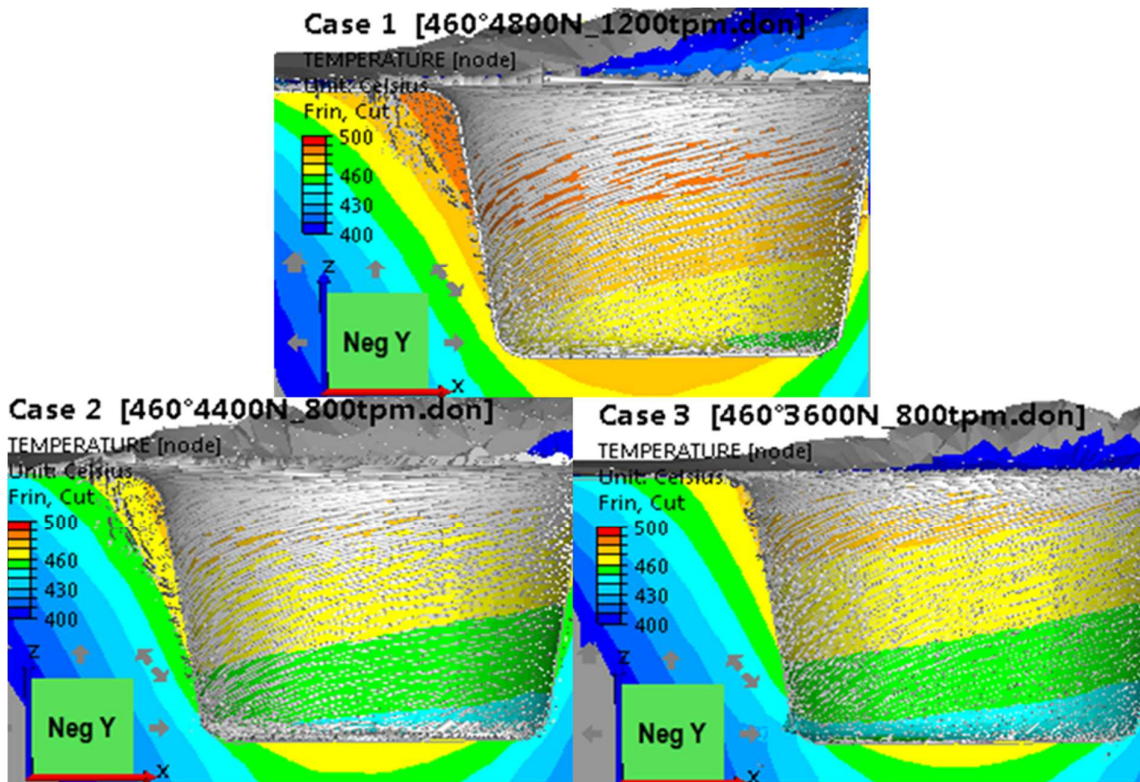 Case 1 [460°4800N_1200tpm.don]
TEMPERATURE [node]
Unit: Celsius
Frin, Cut
500
460
430
400
Z
Neg Y
X
Case 2 [460°4400N_800tpm.don]
TEMPERATURE [node]
Unit: Celsius
Frin, Cut
500
460
430
400
Z
Neg Y
X
Case 3 [460°3600N_800tpm.don]
TEMPERATURE [node]
Unit: Celsius
Frin, Cut
500
460
430
400
Z
Neg Y
X